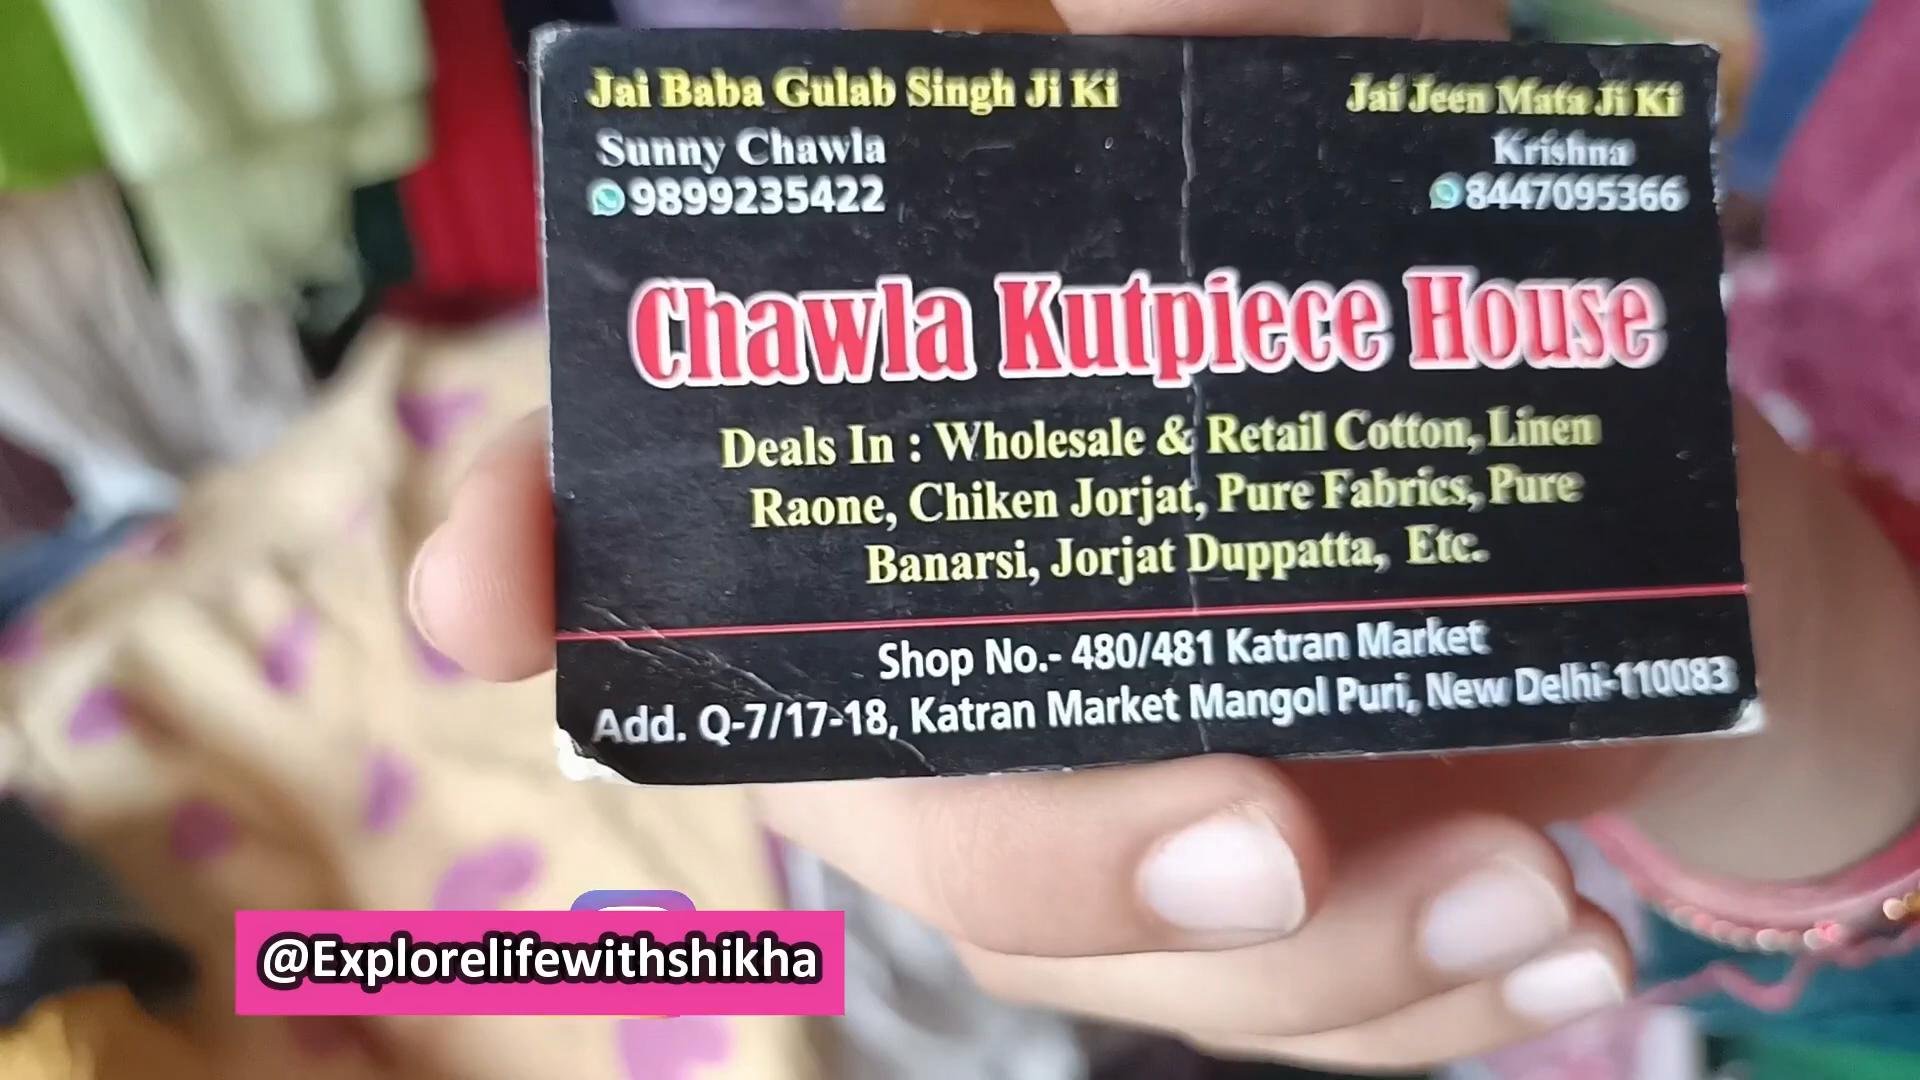 Jai Baba Gulab Singh Ji Ki
Jai Jeen Mata Ji Ki
Sunny Chawla
Krishna
9899235422
8447095366
Chawla Kutpiece House
Deals In : Wholesale & Retail Cotton, Linen
Raone, Chiken Jorjat, Pure Fabrics, Pure
Banarsi, Jorjat Duppatta, Etc.
Shop No.- 480/481 Katran Market
Add. Q-7/17-18, Katran Market Mangol Puri, New Delhi-110083
@Explorelifewithshikha